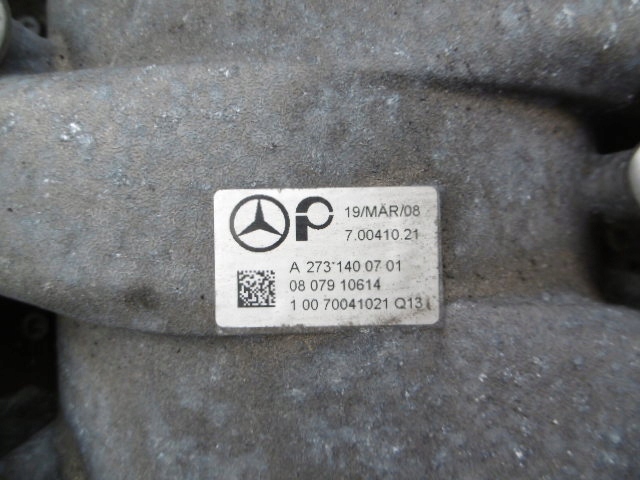 P 19/MÄR/08
7.00410.21
A 273 140 07 01
08 079 10614
1 00 70041021 Q13